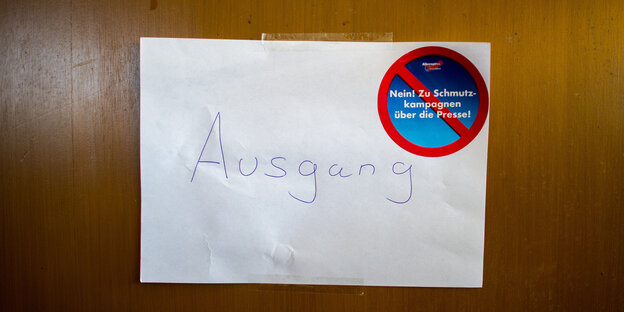 Ausgang
Nein! Zu Schmutz-
kampagnen
über die Presse!